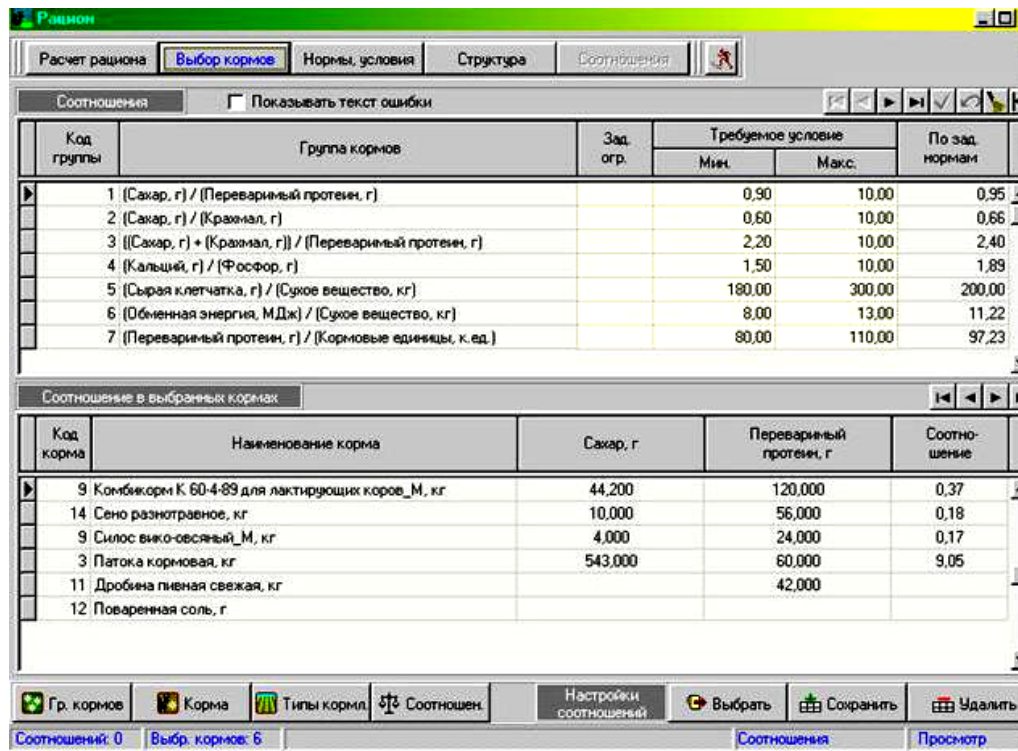 Рацион
Расчет рациона Выбор кормов Нормы, условия Структура Соотношения
Соотношения Показывать текст ошибки
Код группы Группа кормов Зад. огр. Требуемое условие Мин. Макс. По зад. нормам
1 (Сахар, г) / (Переваримый протеин, г) 0,90 10,00 0,95
2 (Сахар, г) / (Крахмал, г) 0,60 10,00 0,66
3 ((Сахар, г) + (Крахмал, г)) / (Переваримый протеин, г) 2,20 10,00 2,40
4 (Кальций, г) / (Фосфор, г) 1,50 10,00 1,89
5 (Сырая клетчатка, г) / (Сухое вещество, кг) 180,00 300,00 200,00
6 (Обменная энергия, МДж) / (Сухое вещество, кг) 8,00 13,00 11,22
7 (Переваримый протеин, г) / (Кормовые единицы, к.ед.) 80,00 110,00 97,23
Соотношение в выбранных кормах
Код корма Наименование корма Сахар, г Переваримый протеин, г Соотно- шение
9 Комбикорм К 60-4-89 для лактирующих коров_М, кг 44,200 120,000 0,37
14 Сено разнотравное, кг 10,000 56,000 0,18
9 Силос вико-овсяный_М, кг 4,000 24,000 0,17
3 Патока кормовая, кг 543,000 60,000 9,05
11 Дробина пивная свежая, кг 42,000
12 Поваренная соль, г
Гр. кормов Корма Типы кормл. Соотношен. Настройки соотношений Выбрать Сохранить Удалить
Соотношений: 0 Выбр. кормов: 6 Соотношения Просмотр